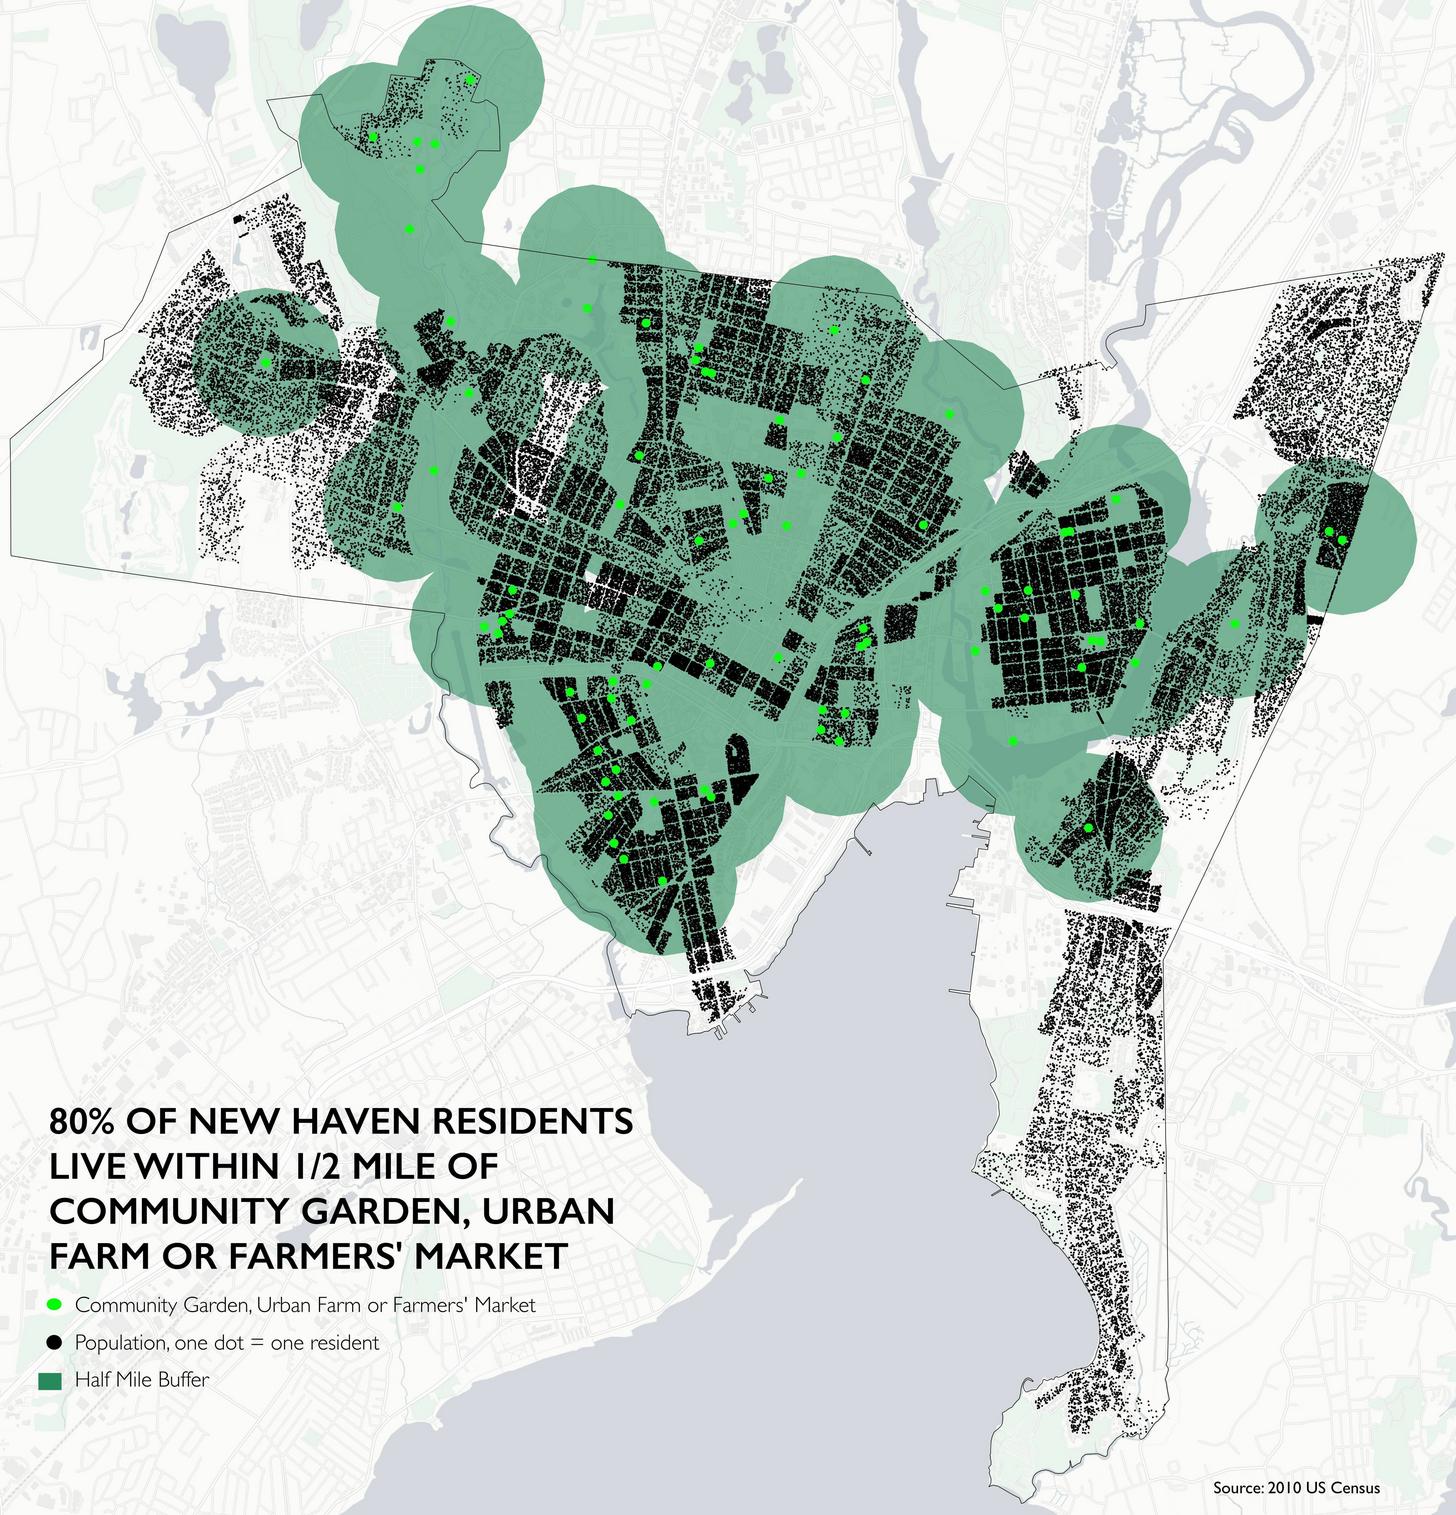 80% OF NEW HAVEN RESIDENTS
LIVE WITHIN 1/2 MILE OF
COMMUNITY GARDEN, URBAN
FARM OR FARMERS' MARKET
Community Garden, Urban Farm or Farmers' Market
Population, one dot = one resident
Half Mile Buffer
Source: 2010 US Census